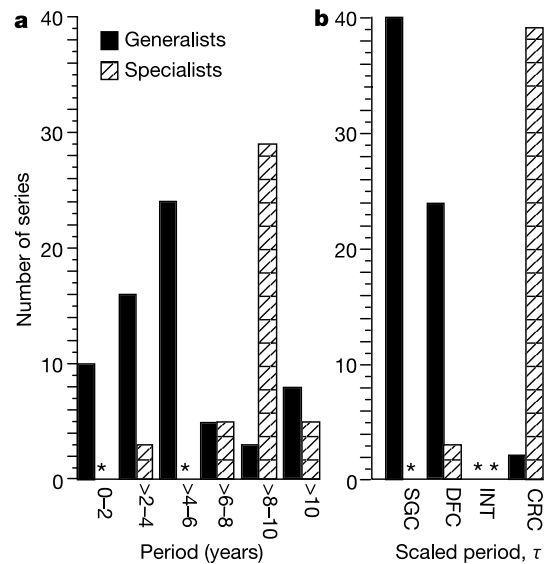 a
40
30
20
10
0
Number of series
Generalists
Specialists
*
*
0–2
>2–4
>4–6
>6–8
>8–10
>10
Period (years)
b
40
30
20
10
0
*
* *
SGC
DFC
INT
CRC
Scaled period, τ